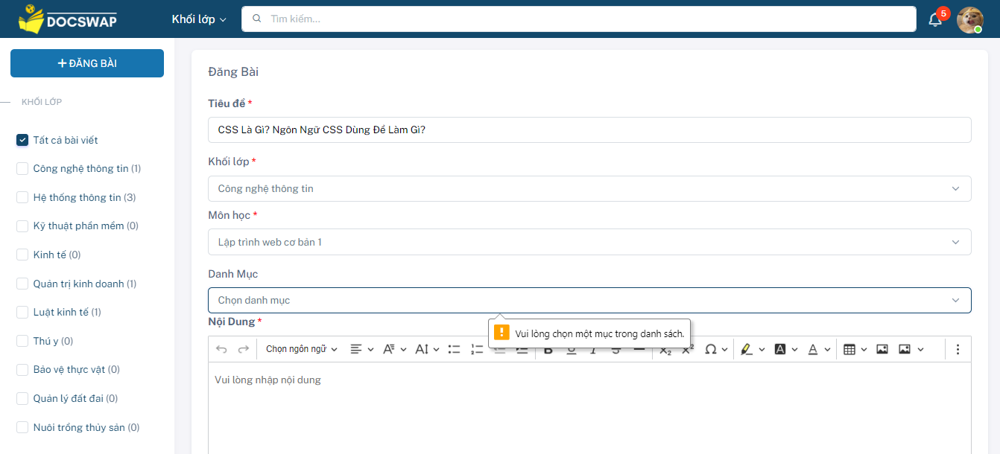 DOCSWAP
Khối lớp
Tìm kiếm...
5
ĐĂNG BÀI
KHỐI LỚP
Tất cả bài viết
Công nghệ thông tin (1)
Hệ thống thông tin (3)
Kỹ thuật phần mềm (0)
Kinh tế (0)
Quản trị kinh doanh (1)
Luật kinh tế (1)
Thú y (0)
Bảo vệ thực vật (0)
Quản lý đất đai (0)
Nuôi trồng thủy sản (0)
Đăng Bài
Tiêu đề *
CSS Là Gì? Ngôn Ngữ CSS Dùng Để Làm Gì?
Khối lớp *
Công nghệ thông tin
Môn học *
Lập trình web cơ bản 1
Danh Mục
Chọn danh mục
Nội Dung *
Vui lòng chọn một mục trong danh sách.
Chọn ngôn ngữ
Vui lòng nhập nội dung